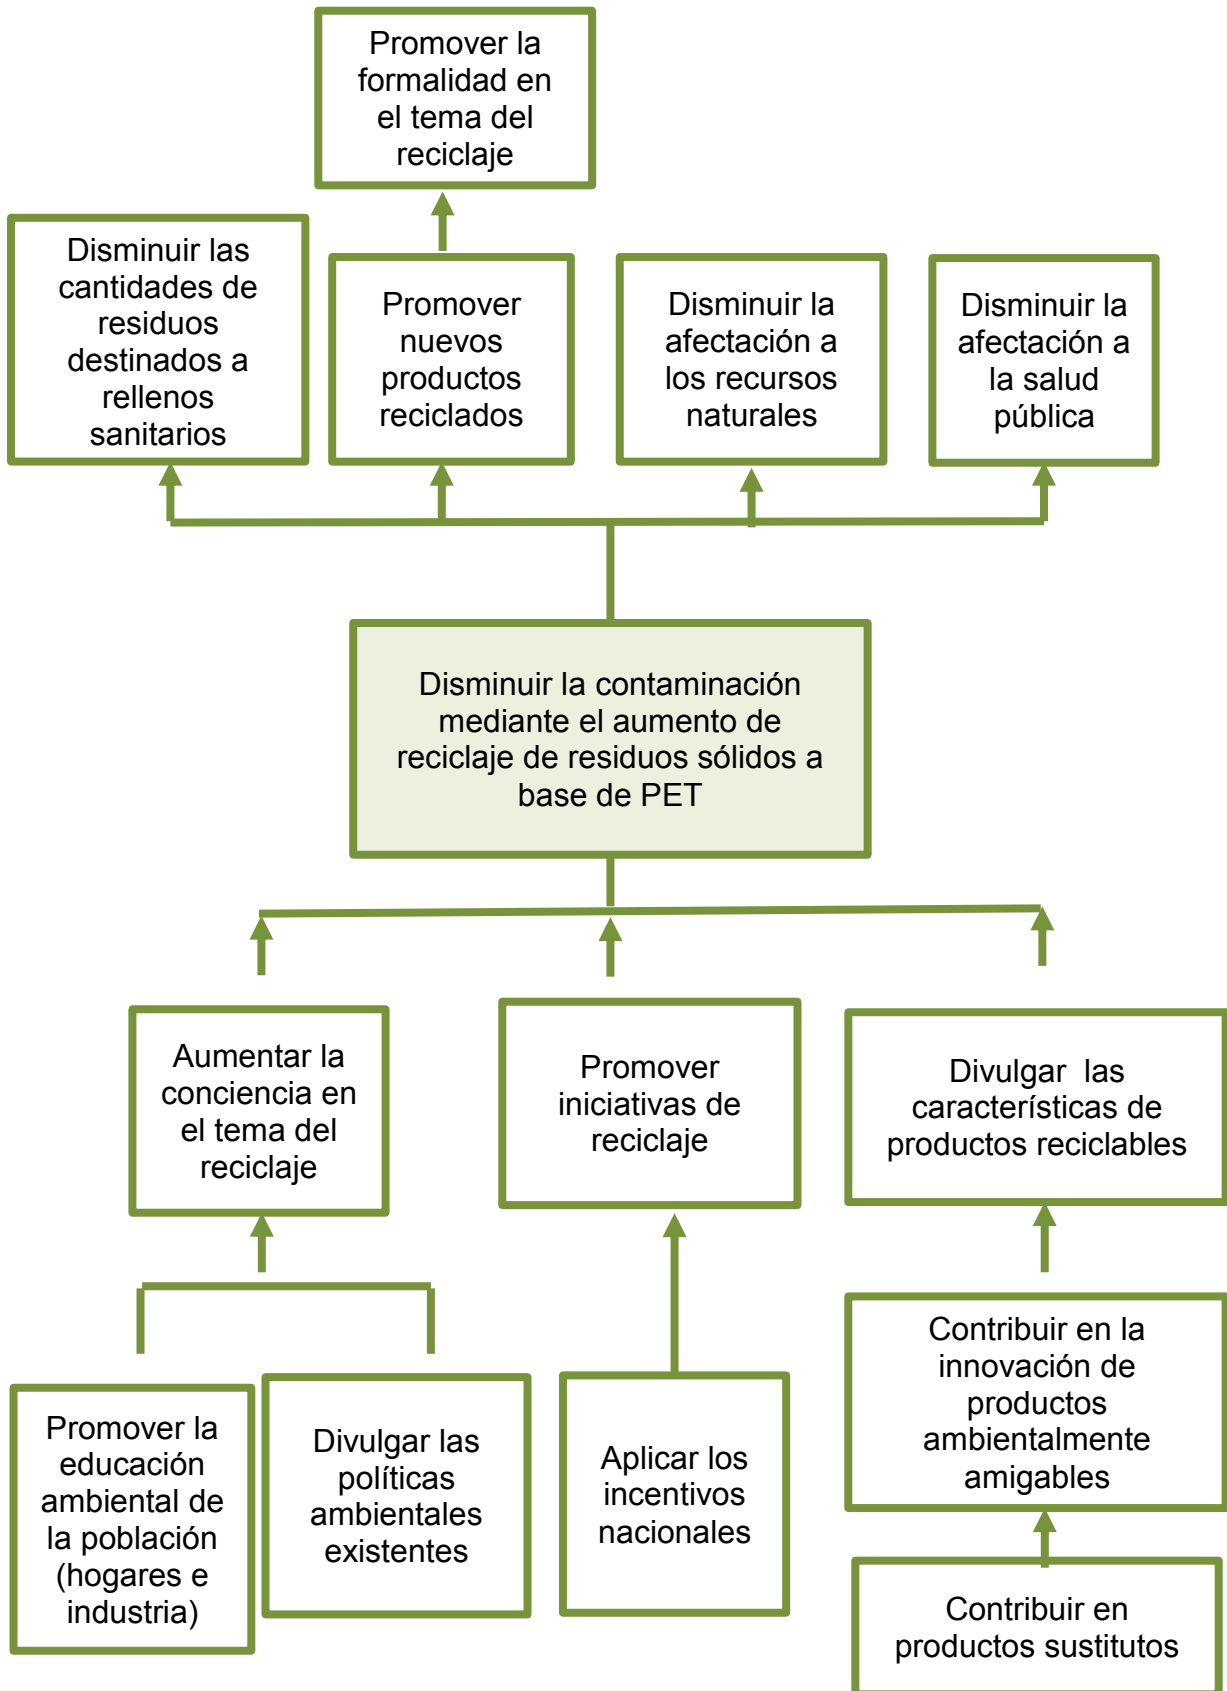 Promover la
formalidad en
el tema del
reciclaje
Disminuir las
cantidades de
residuos
destinados a
rellenos
sanitarios
Promover
nuevos
productos
reciclados
Disminuir la
afectación a
los recursos
naturales
Disminuir la
afectación a
la salud
pública
Disminuir la contaminación
mediante el aumento de
reciclaje de residuos sólidos a
base de PET
Aumentar la
conciencia en
el tema del
reciclaje
Promover
iniciativas de
reciclaje
Divulgar  las
características de
productos reciclables
Promover la
educación
ambiental de
la población
(hogares e
industria)
Divulgar las
políticas
ambientales
existentes
Aplicar los
incentivos
nacionales
Contribuir en la
innovación de
productos
ambientalmente
amigables
Contribuir en
productos sustitutos